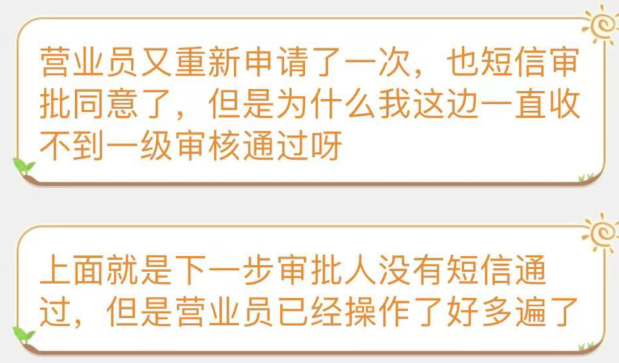 营业员又重新申请了一次，也短信审
批同意了，但是为什么我这边一直收
不到一级审核通过呀
上面就是下一步审批人没有短信通
过，但是营业员已经操作了好多遍了